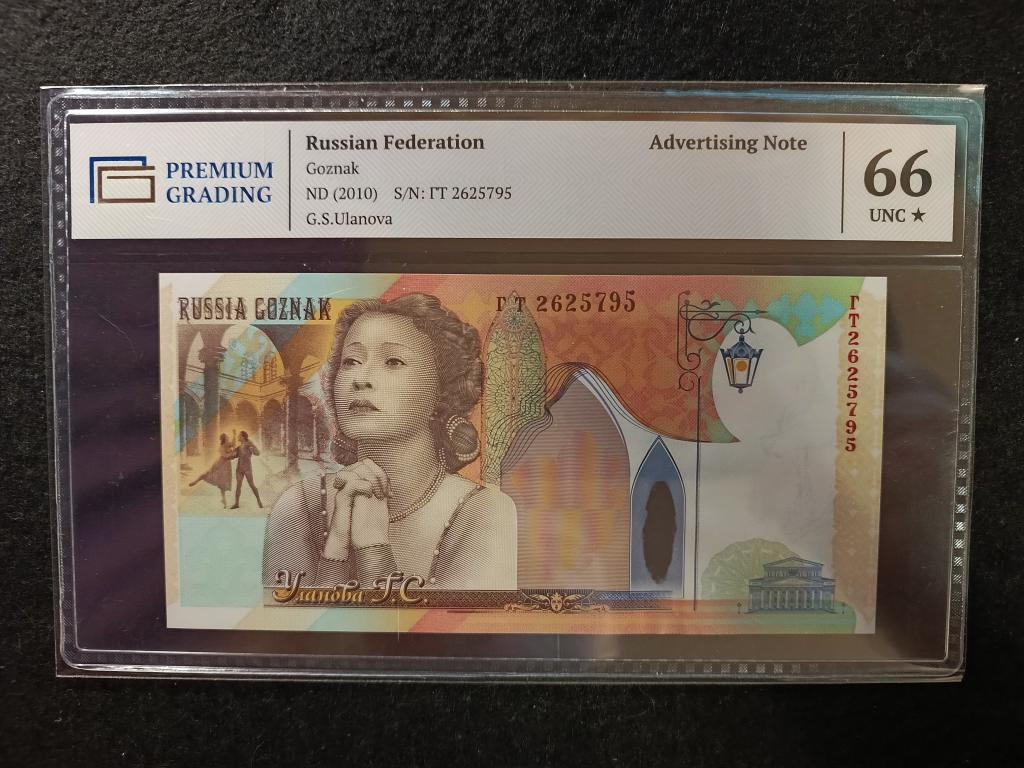 PREMIUM
GRADING
Russian Federation
Goznak
ND (2010) S/N: ГТ 2625795
G.S.Ulanova
Advertising Note
66
UNC ★
RUSSIA GOZNAK
ГТ 2625795
ГТ2625795
Уланова Г.С.